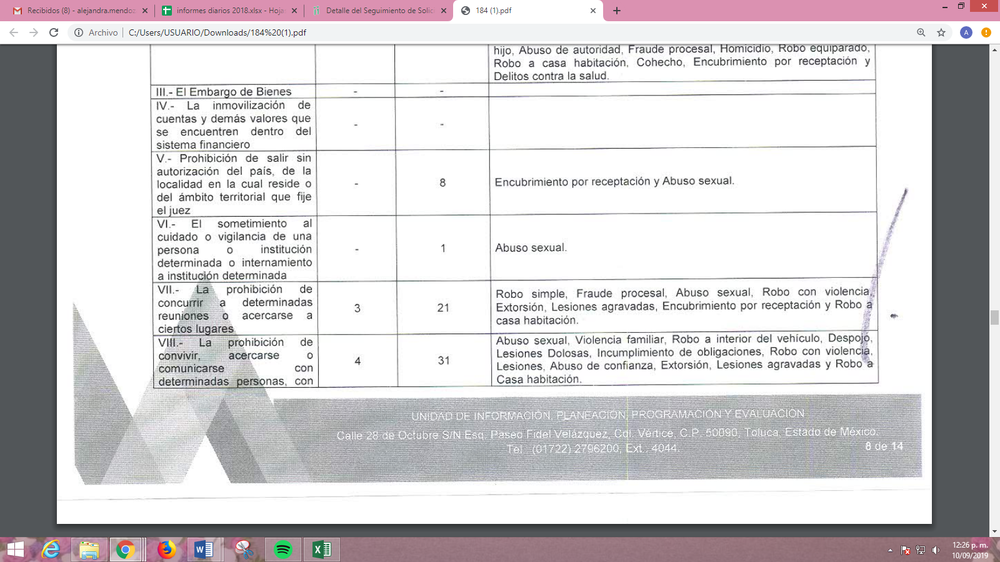 Recibidos (8) - alejandra.mendoz
informes diarios 2018.xlsx - Hoja
Detalle del Seguimiento de Solic
184 (1).pdf
Archivo
C:/Users/USUARIO/Downloads/184%20(1).pdf
A
hijo, Abuso de autoridad, Fraude procesal, Homicidio, Robo equiparado,
Robo a casa habitación, Cohecho, Encubrimiento por receptación y
Delitos contra la salud.
III.- El Embargo de Bienes
-
-
IV.- La inmovilización de
cuentas y demás valores que
se encuentren dentro del
sistema financiero
-
-
V.- Prohibición de salir sin
autorización del país, de la
localidad en la cual reside o
del ámbito territorial que fije
el juez
-
8
Encubrimiento por receptación y Abuso sexual.
VI.- El sometimiento al
cuidado o vigilancia de una
persona o institución
determinada o internamiento
a institución determinada
-
1
Abuso sexual.
VII.- La prohibición de
concurrir a determinadas
reuniones o acercarse a
ciertos lugares
3
21
Robo simple, Fraude procesal, Abuso sexual, Robo con violencia,
Extorsión, Lesiones agravadas, Encubrimiento por receptación y Robo a
casa habitación.
VIII.- La prohibición de
convivir, acercarse o
comunicarse con
determinadas personas, con
4
31
Abuso sexual, Violencia familiar, Robo a interior del vehículo, Despojo,
Lesiones Dolosas, Incumplimiento de obligaciones, Robo con violencia,
Lesiones, Abuso de confianza, Extorsión, Lesiones agravadas y Robo a
Casa habitación.
UNIDAD DE INFORMACIÓN, PLANEACIÓN, PROGRAMACIÓN Y EVALUACIÓN
Calle 28 de Octubre S/N Esq. Paseo Fidel Velázquez, Col. Vértice, C.P. 50090, Toluca, Estado de México.
Tel.: (01722) 2796200, Ext.: 4044.
8 de 14
12:26 p. m.
10/09/2019